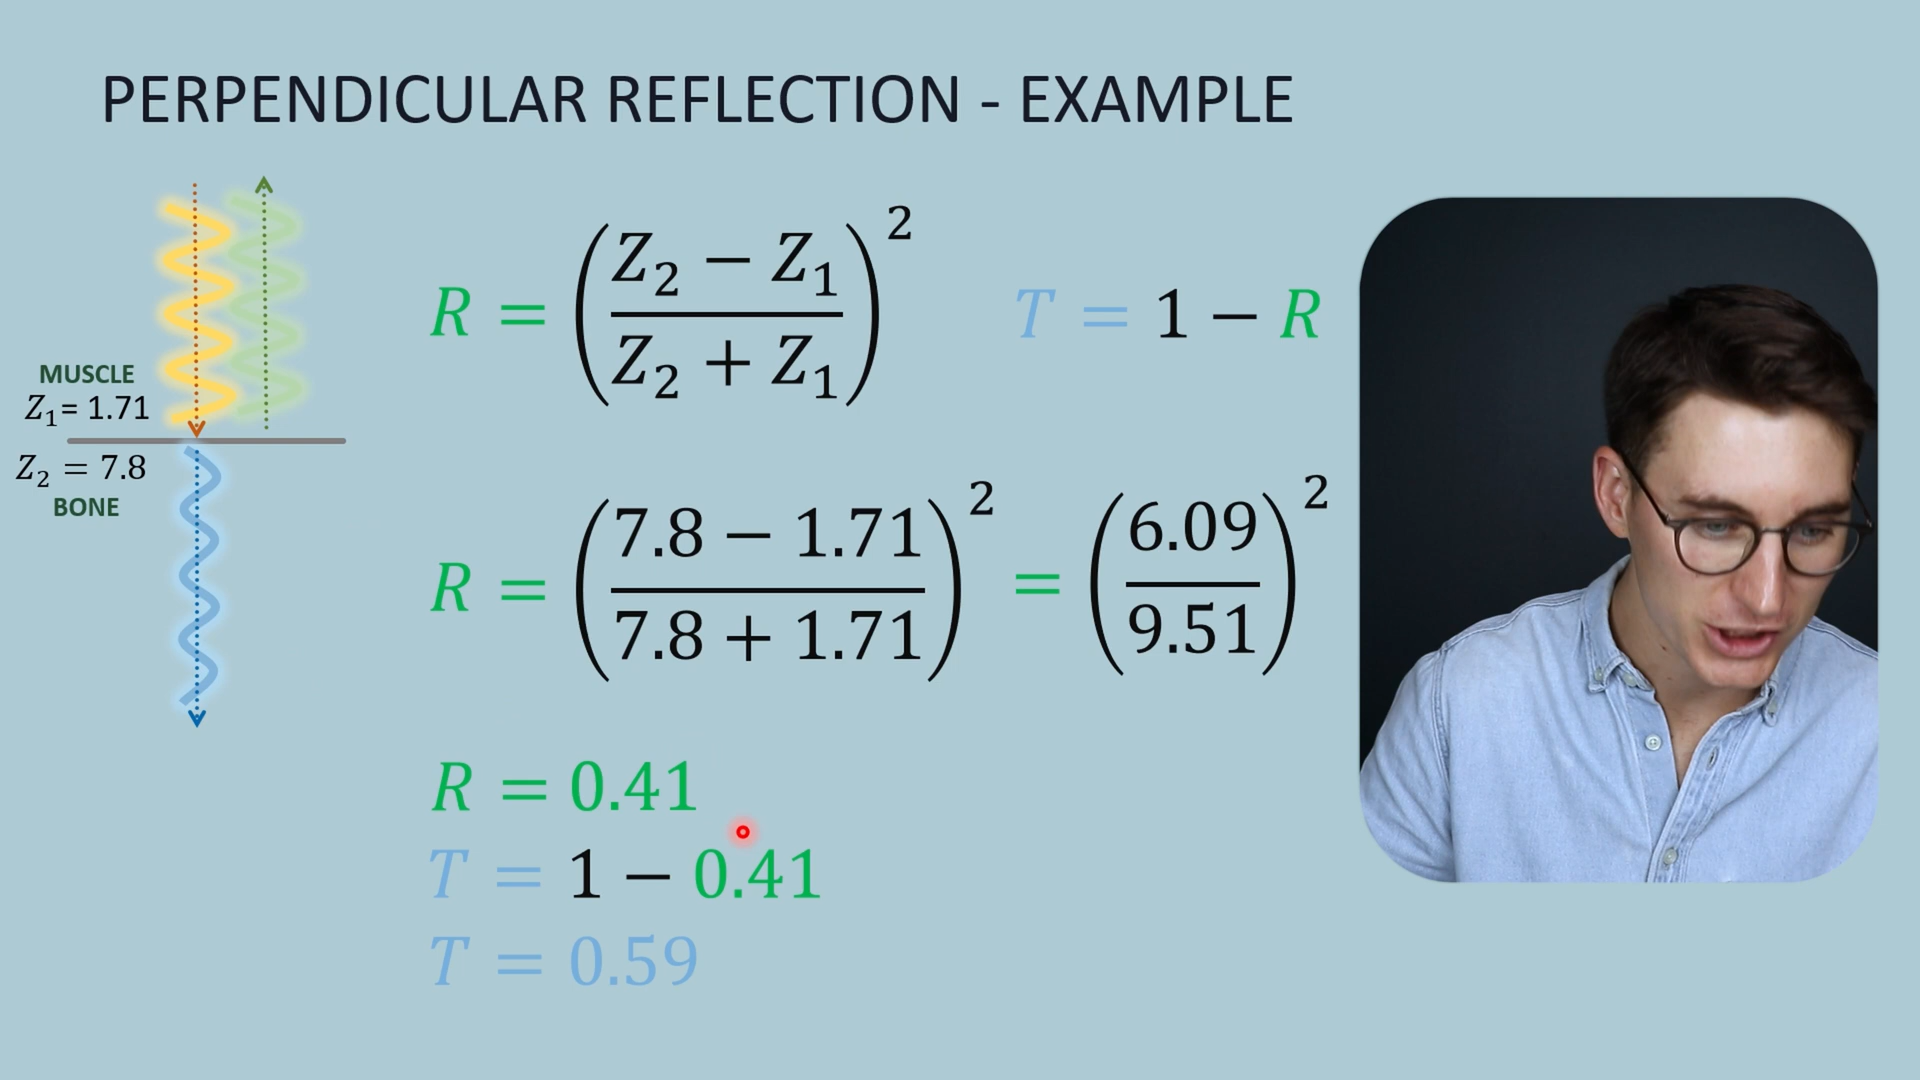 PERPENDICULAR REFLECTION - EXAMPLE
MUSCLE
Z₁= 1.71
Z₂ = 7.8
BONE
R = ((Z₂ − Z₁)/(Z₂ + Z₁))²
T = 1 − R
R = ((7.8 − 1.71)/(7.8 + 1.71))² = (6.09/9.51)²
R = 0.41
T = 1 − 0.41
T = 0.59